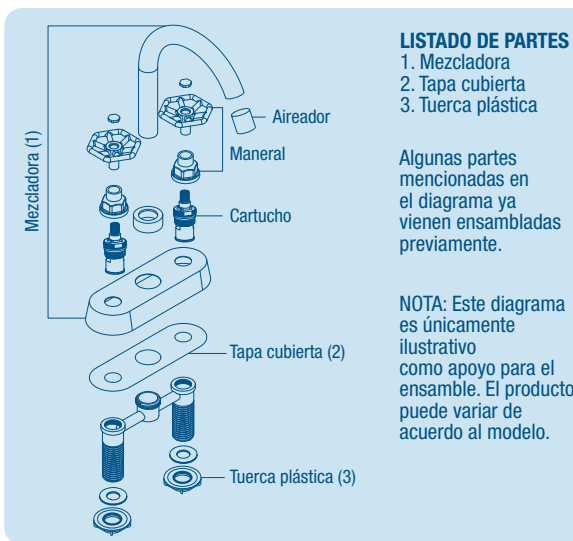 LISTADO DE PARTES
1. Mezcladora
2. Tapa cubierta
3. Tuerca plástica
Algunas partes
mencionadas en
el diagrama ya
vienen ensambladas
previamente.
NOTA: Este diagrama
es únicamente
ilustrativo
como apoyo para el
ensamble. El producto
puede variar de
acuerdo al modelo.
Mezcladora (1)
Aireador
Maneral
Cartucho
Tapa cubierta (2)
Tuerca plástica (3)